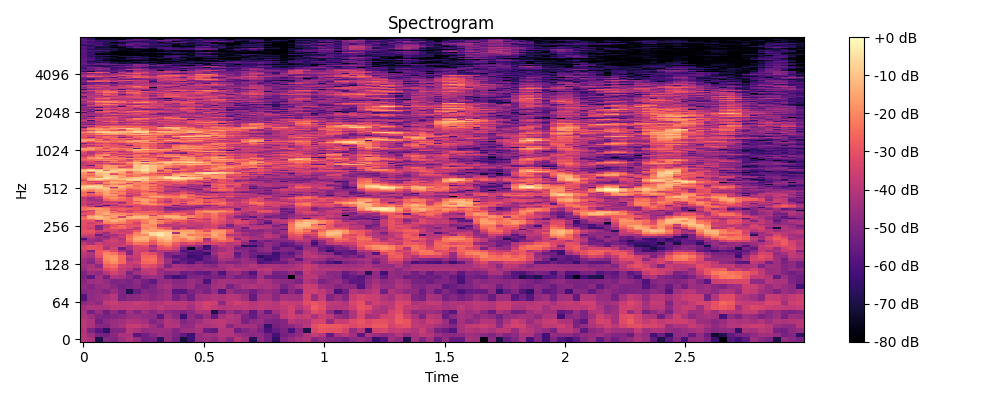 Spectrogram
Hz
4096
2048
1024
512
256
128
64
0
0
0.5
1
1.5
2
2.5
Time
+0 dB
-10 dB
-20 dB
-30 dB
-40 dB
-50 dB
-60 dB
-70 dB
-80 dB